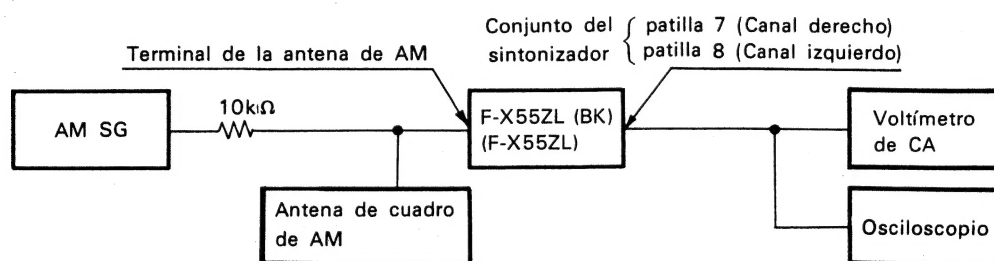 Conjunto del
sintonizador
patilla 7 (Canal derecho)
patilla 8 (Canal izquierdo)
Terminal de la antena de AM
AM SG
10kΩ
F-X55ZL (BK)
(F-X55ZL)
Voltímetro
de CA
Antena de cuadro
de AM
Osciloscopio